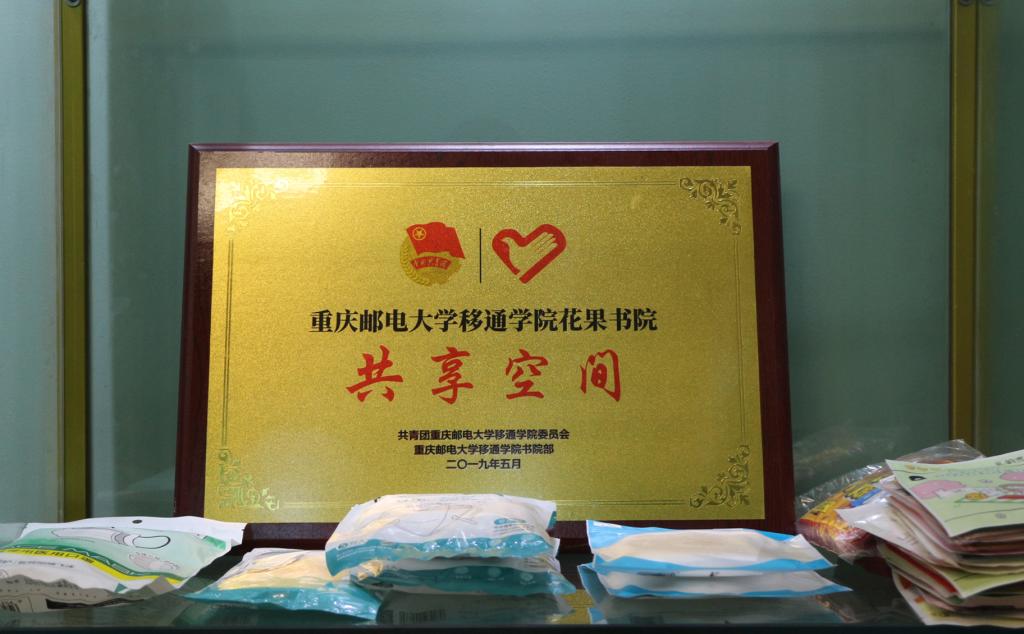 重庆邮电大学移通学院花果书院
共享空间
共青团重庆邮电大学移通学院委员会
重庆邮电大学移通学院书院部
二〇一九年五月